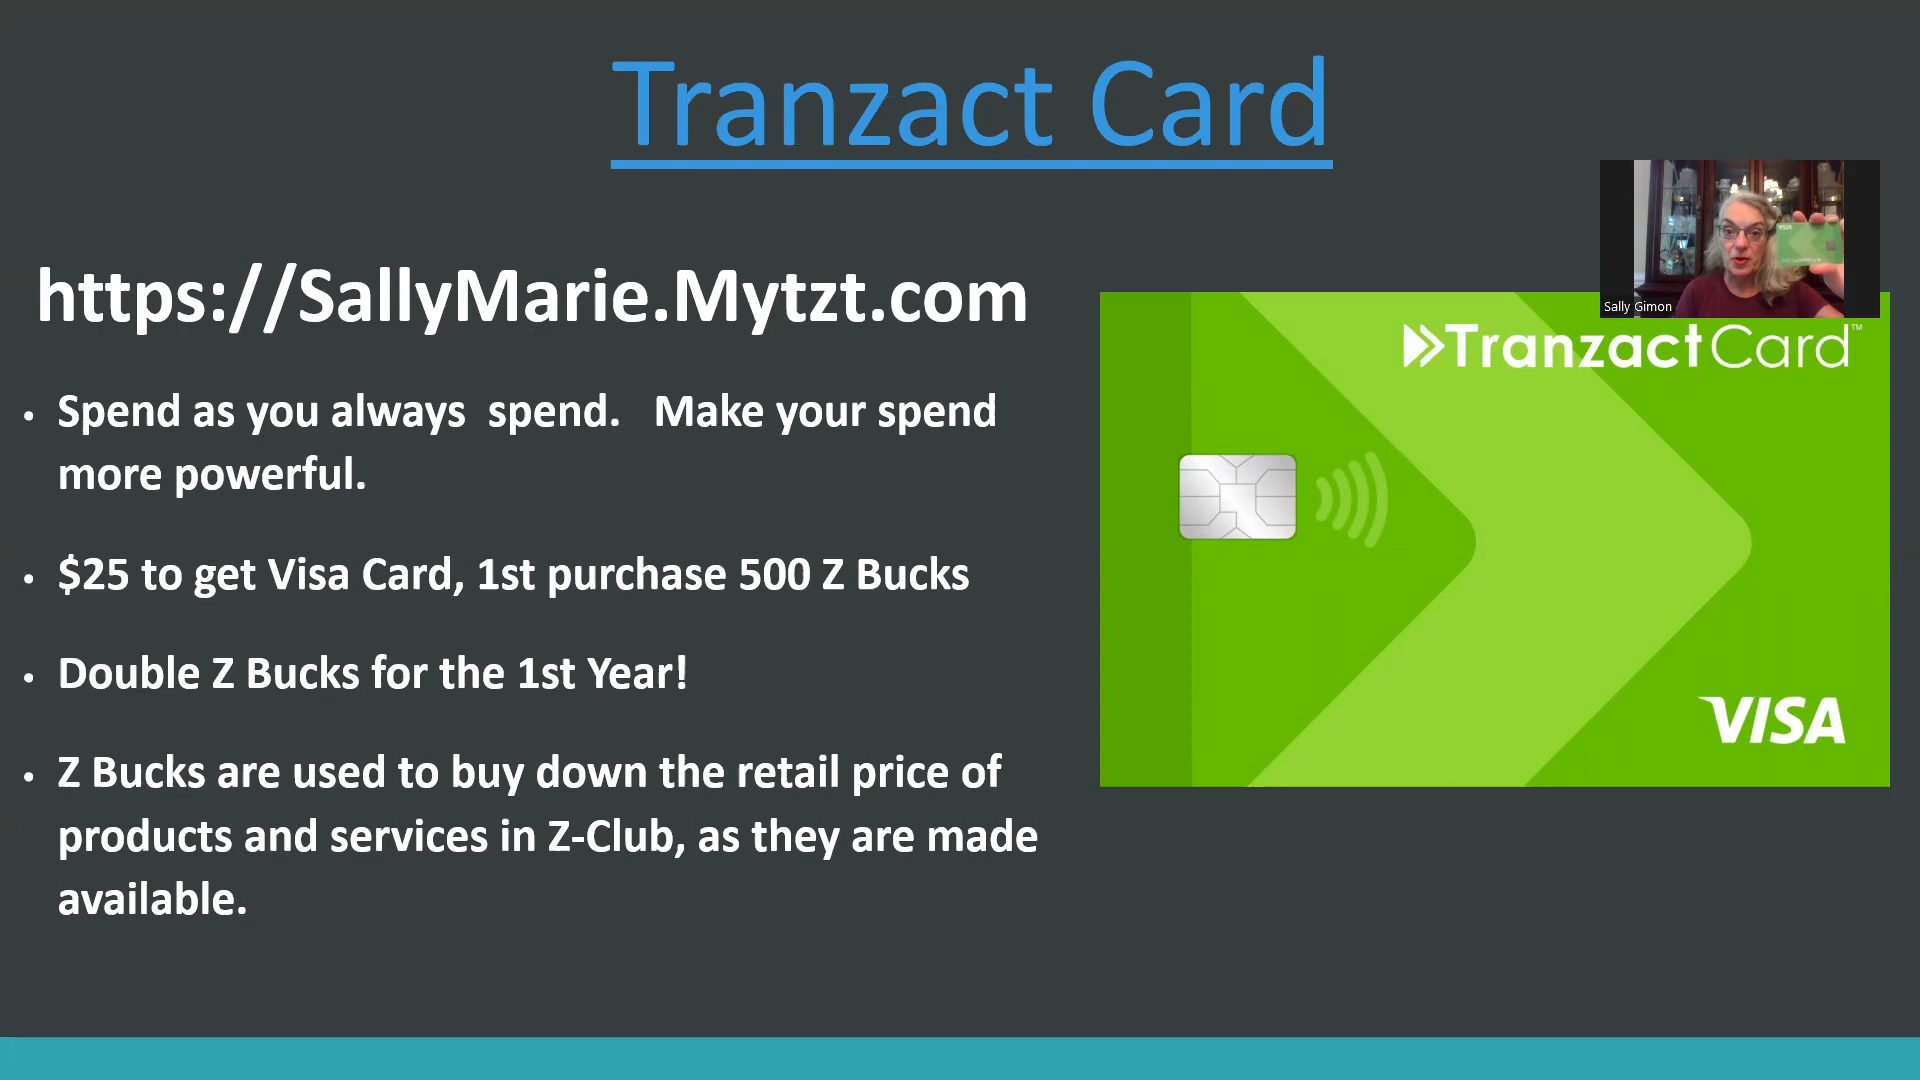 Tranzact Card
https://SallyMarie.Mytzt.com
• Spend as you always  spend.   Make your spend
more powerful.
• $25 to get Visa Card, 1st purchase 500 Z Bucks
• Double Z Bucks for the 1st Year!
• Z Bucks are used to buy down the retail price of
products and services in Z-Club, as they are made
available.
Sally Gimon
TranzactCard™
VISA